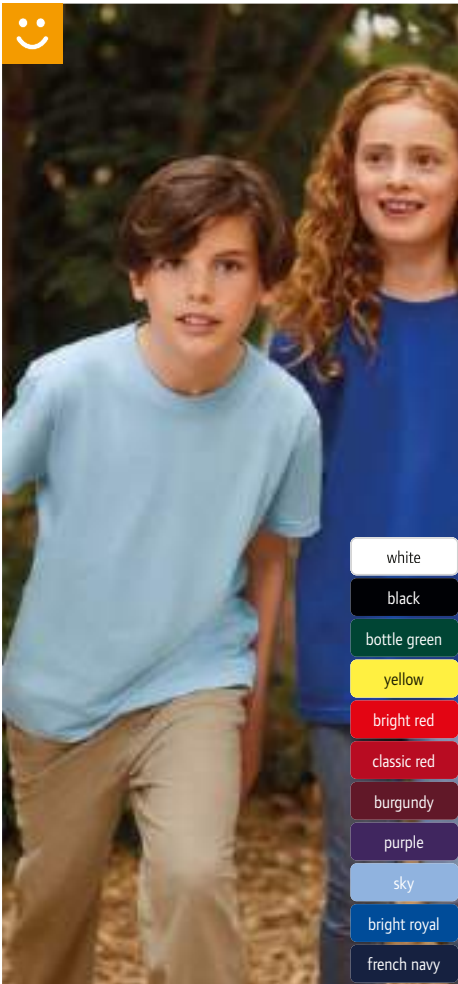 white
black
bottle green
yellow
bright red
classic red
burgundy
purple
sky
bright royal
french navy